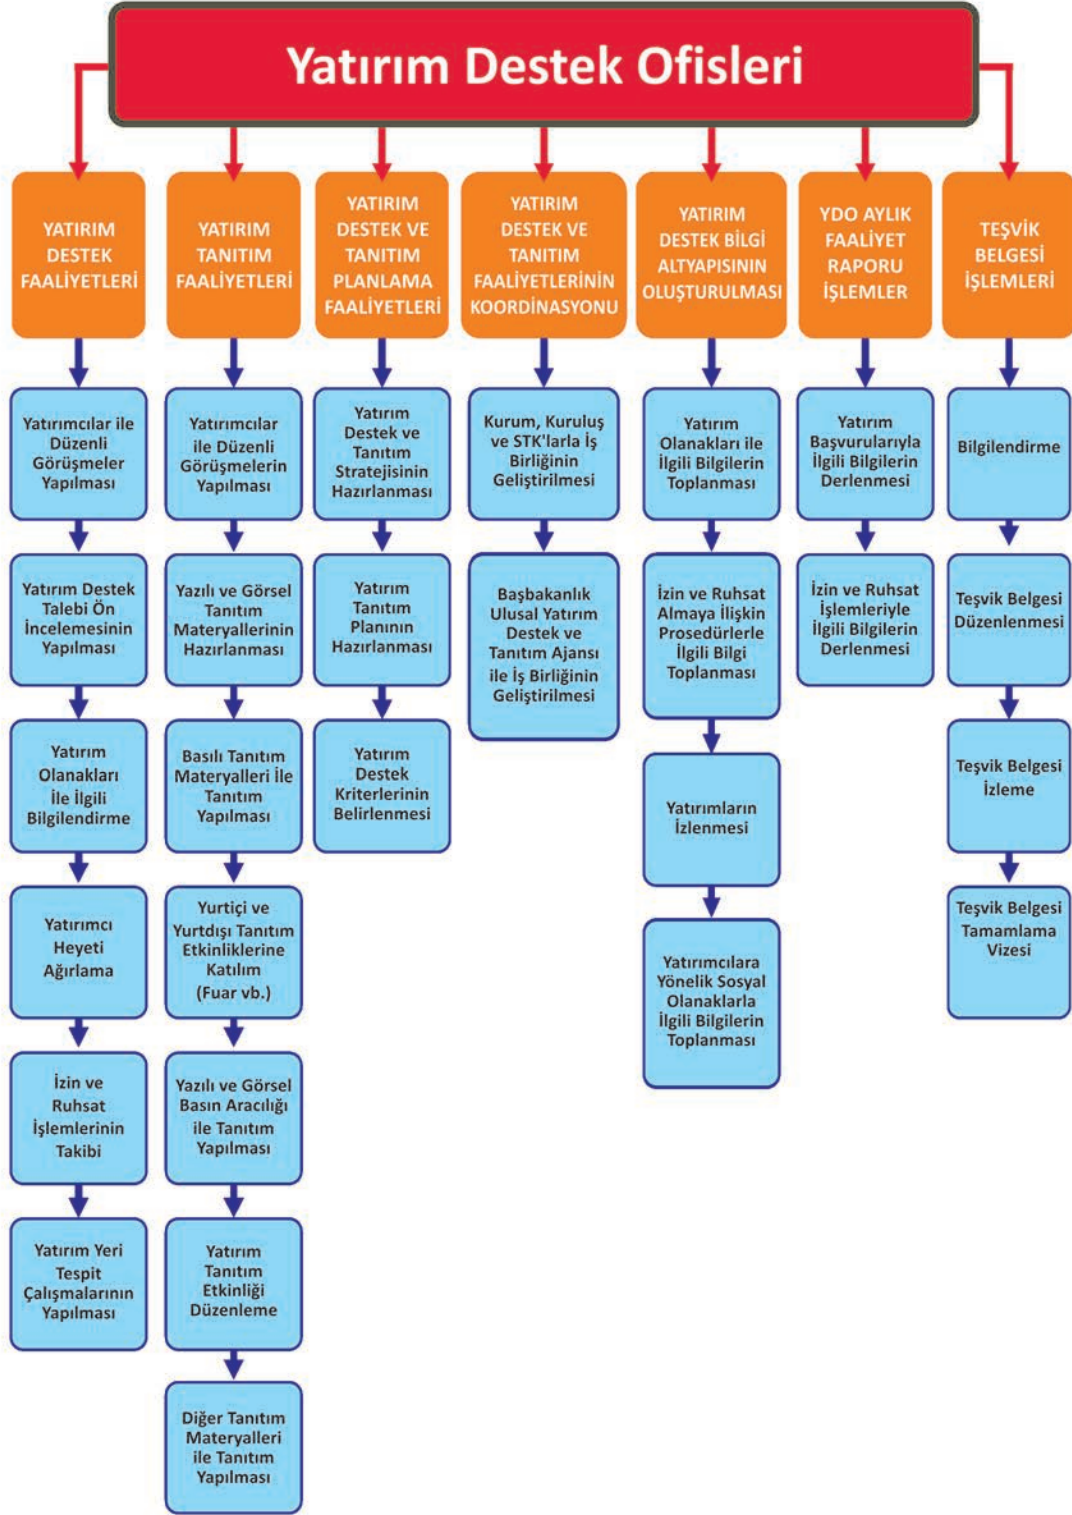 Yatırım Destek Ofisleri
YATIRIM
DESTEK
FAALİYETLERİ
YATIRIM
TANITIM
FAALİYETLERİ
YATIRIM
DESTEK VE
TANITIM
PLANLAMA
FAALİYETLERİ
YATIRIM
DESTEK VE
TANITIM
FAALİYETLERİNİN
KOORDİNASYONU
YATIRIM
DESTEK BİLGİ
ALTYAPISININ
OLUŞTURULMASI
YDO AYLIK
FAALİYET
RAPORU
İŞLEMLER
TEŞVİK
BELGESİ
İŞLEMLERİ
Yatırımcılar ile
Düzenli
Görüşmeler
Yapılması
Yatırım Destek
Talebi Ön
İncelemesinin
Yapılması
Yatırım
Olanakları
İle İlgili
Bilgilendirme
Yatırımcı
Heyeti
Ağırlama
İzin ve
Ruhsat
İşlemlerinin
Takibi
Yatırım Yeri
Tespit
Çalışmalarının
Yapılması
Yatırımcılar
ile Düzenli
Görüşmelerin
Yapılması
Yazılı ve Görsel
Tanıtım
Materyallerinin
Hazırlanması
Basılı Tanıtım
Materyalleri İle
Tanıtım
Yapılması
Yurtiçi ve
Yurtdışı Tanıtım
Etkinliklerine
Katılım
(Fuar vb.)
Yazılı ve Görsel
Basın Aracılığı
ile Tanıtım
Yapılması
Yatırım
Tanıtım
Etkinliği
Düzenleme
Diğer Tanıtım
Materyalleri
ile Tanıtım
Yapılması
Yatırım
Destek ve
Tanıtım
Stratejisinin
Hazırlanması
Yatırım
Tanıtım
Planının
Hazırlanması
Yatırım
Destek
Kriterlerinin
Belirlenmesi
Kurum, Kuruluş
ve STK'larla İş
Birliğinin
Geliştirilmesi
Başbakanlık
Ulusal Yatırım
Destek ve
Tanıtım Ajansı
ile İş Birliğinin
Geliştirilmesi
Yatırım
Olanakları ile
İlgili Bilgilerin
Toplanması
İzin ve Ruhsat
Almaya İlişkin
Prosedürlerle
İlgili Bilgi
Toplanması
Yatırımların
İzlenmesi
Yatırımcılara
Yönelik Sosyal
Olanaklarla
İlgili Bilgilerin
Toplanması
Yatırım
Başvurularıyla
İlgili Bilgilerin
Derlenmesi
İzin ve Ruhsat
İşlemleriyle
İlgili Bilgilerin
Derlenmesi
Bilgilendirme
Teşvik Belgesi
Düzenlenmesi
Teşvik Belgesi
İzleme
Teşvik Belgesi
Tamamlama
Vizesi